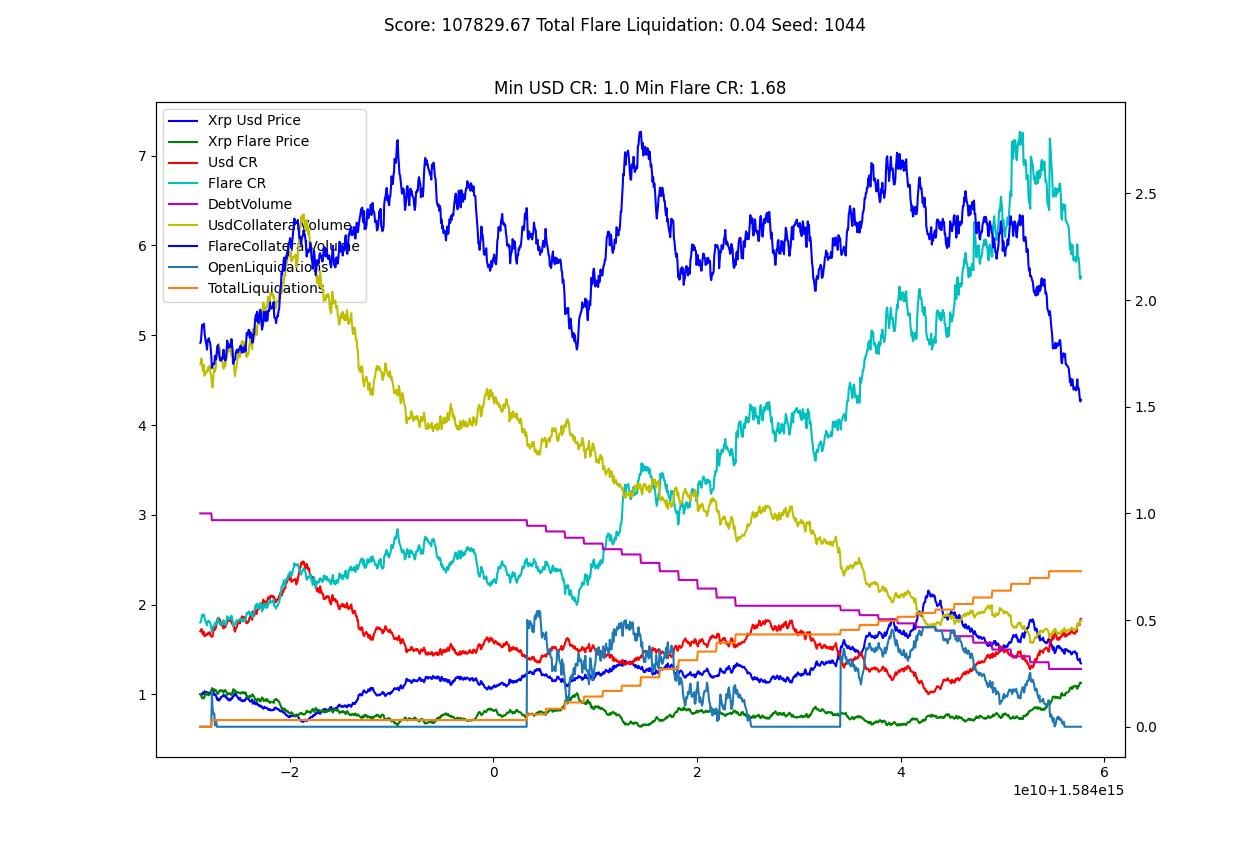 Score: 107829.67 Total Flare Liquidation: 0.04 Seed: 1044
Min USD CR: 1.0 Min Flare CR: 1.68
Xrp Usd Price
Xrp Flare Price
Usd CR
Flare CR
DebtVolume
UsdCollateralVolume
FlareCollateralVolume
OpenLiquidations
TotalLiquidations
7
6
5
4
3
2
1
2.5
2.0
1.5
1.0
0.5
0.0
−2
0
2
4
6
1e10+1.584e15